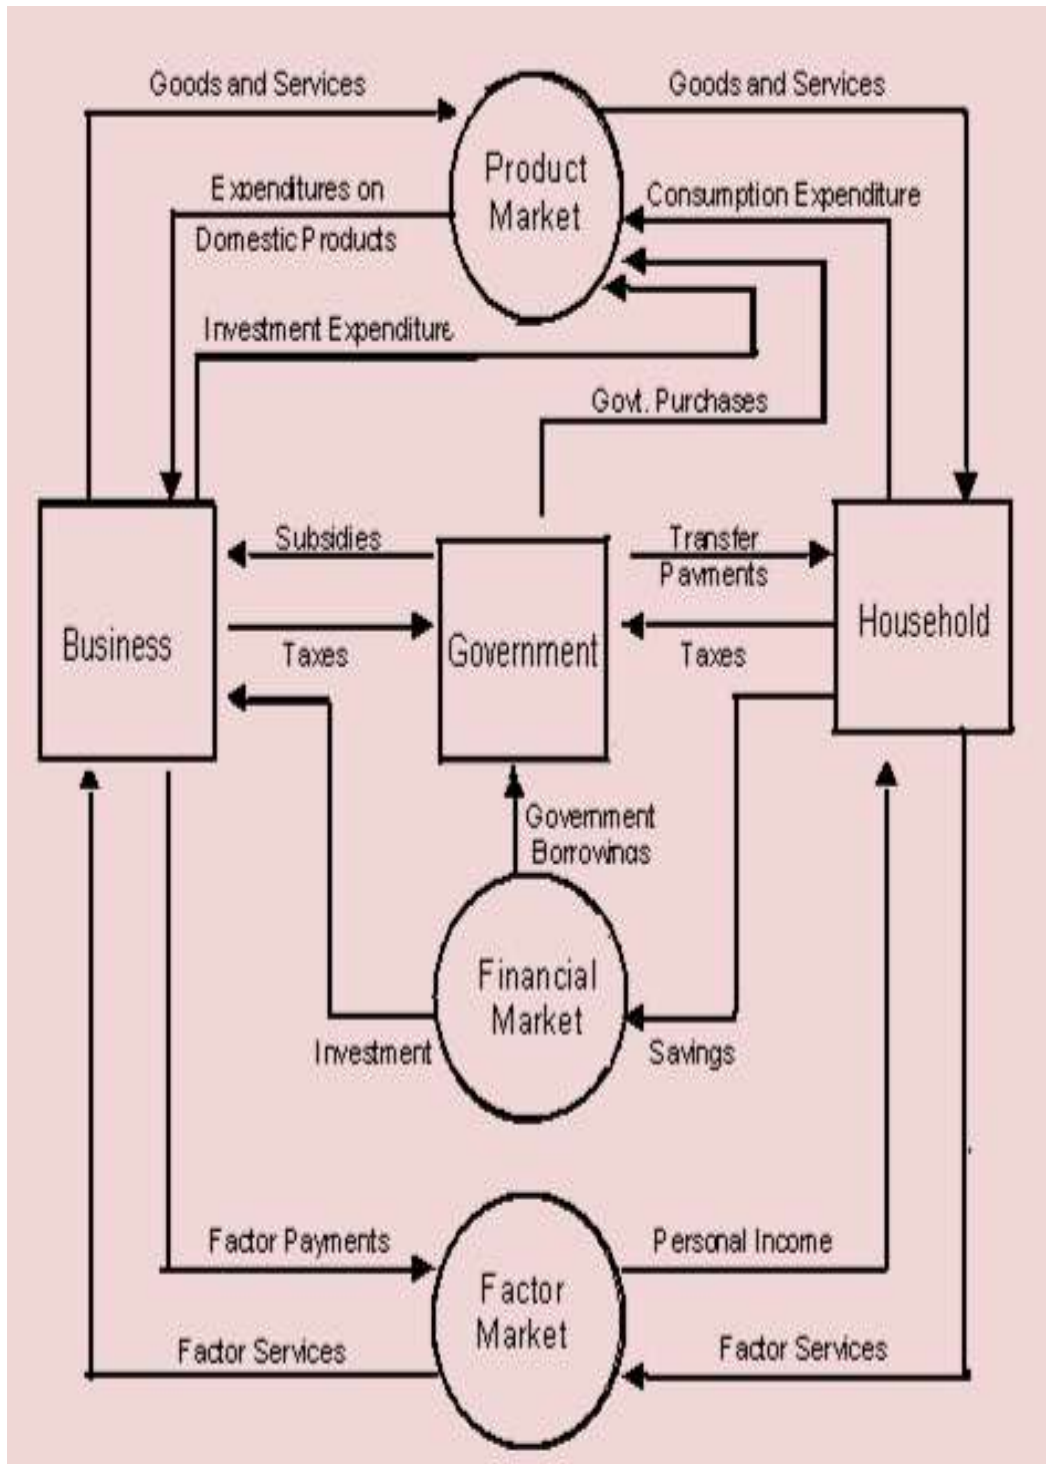 Goods and Services
Goods and Services
Product
Market
Expenditures on
Domestic Products
Consumption Expenditure
Investment Expenditure
Govt. Purchases
Subsidies
Transfer
Payments
Business
Taxes
Government
Taxes
Household
Government
Borrowings
Financial
Market
Investment
Savings
Factor Payments
Personal Income
Factor
Market
Factor Services
Factor Services